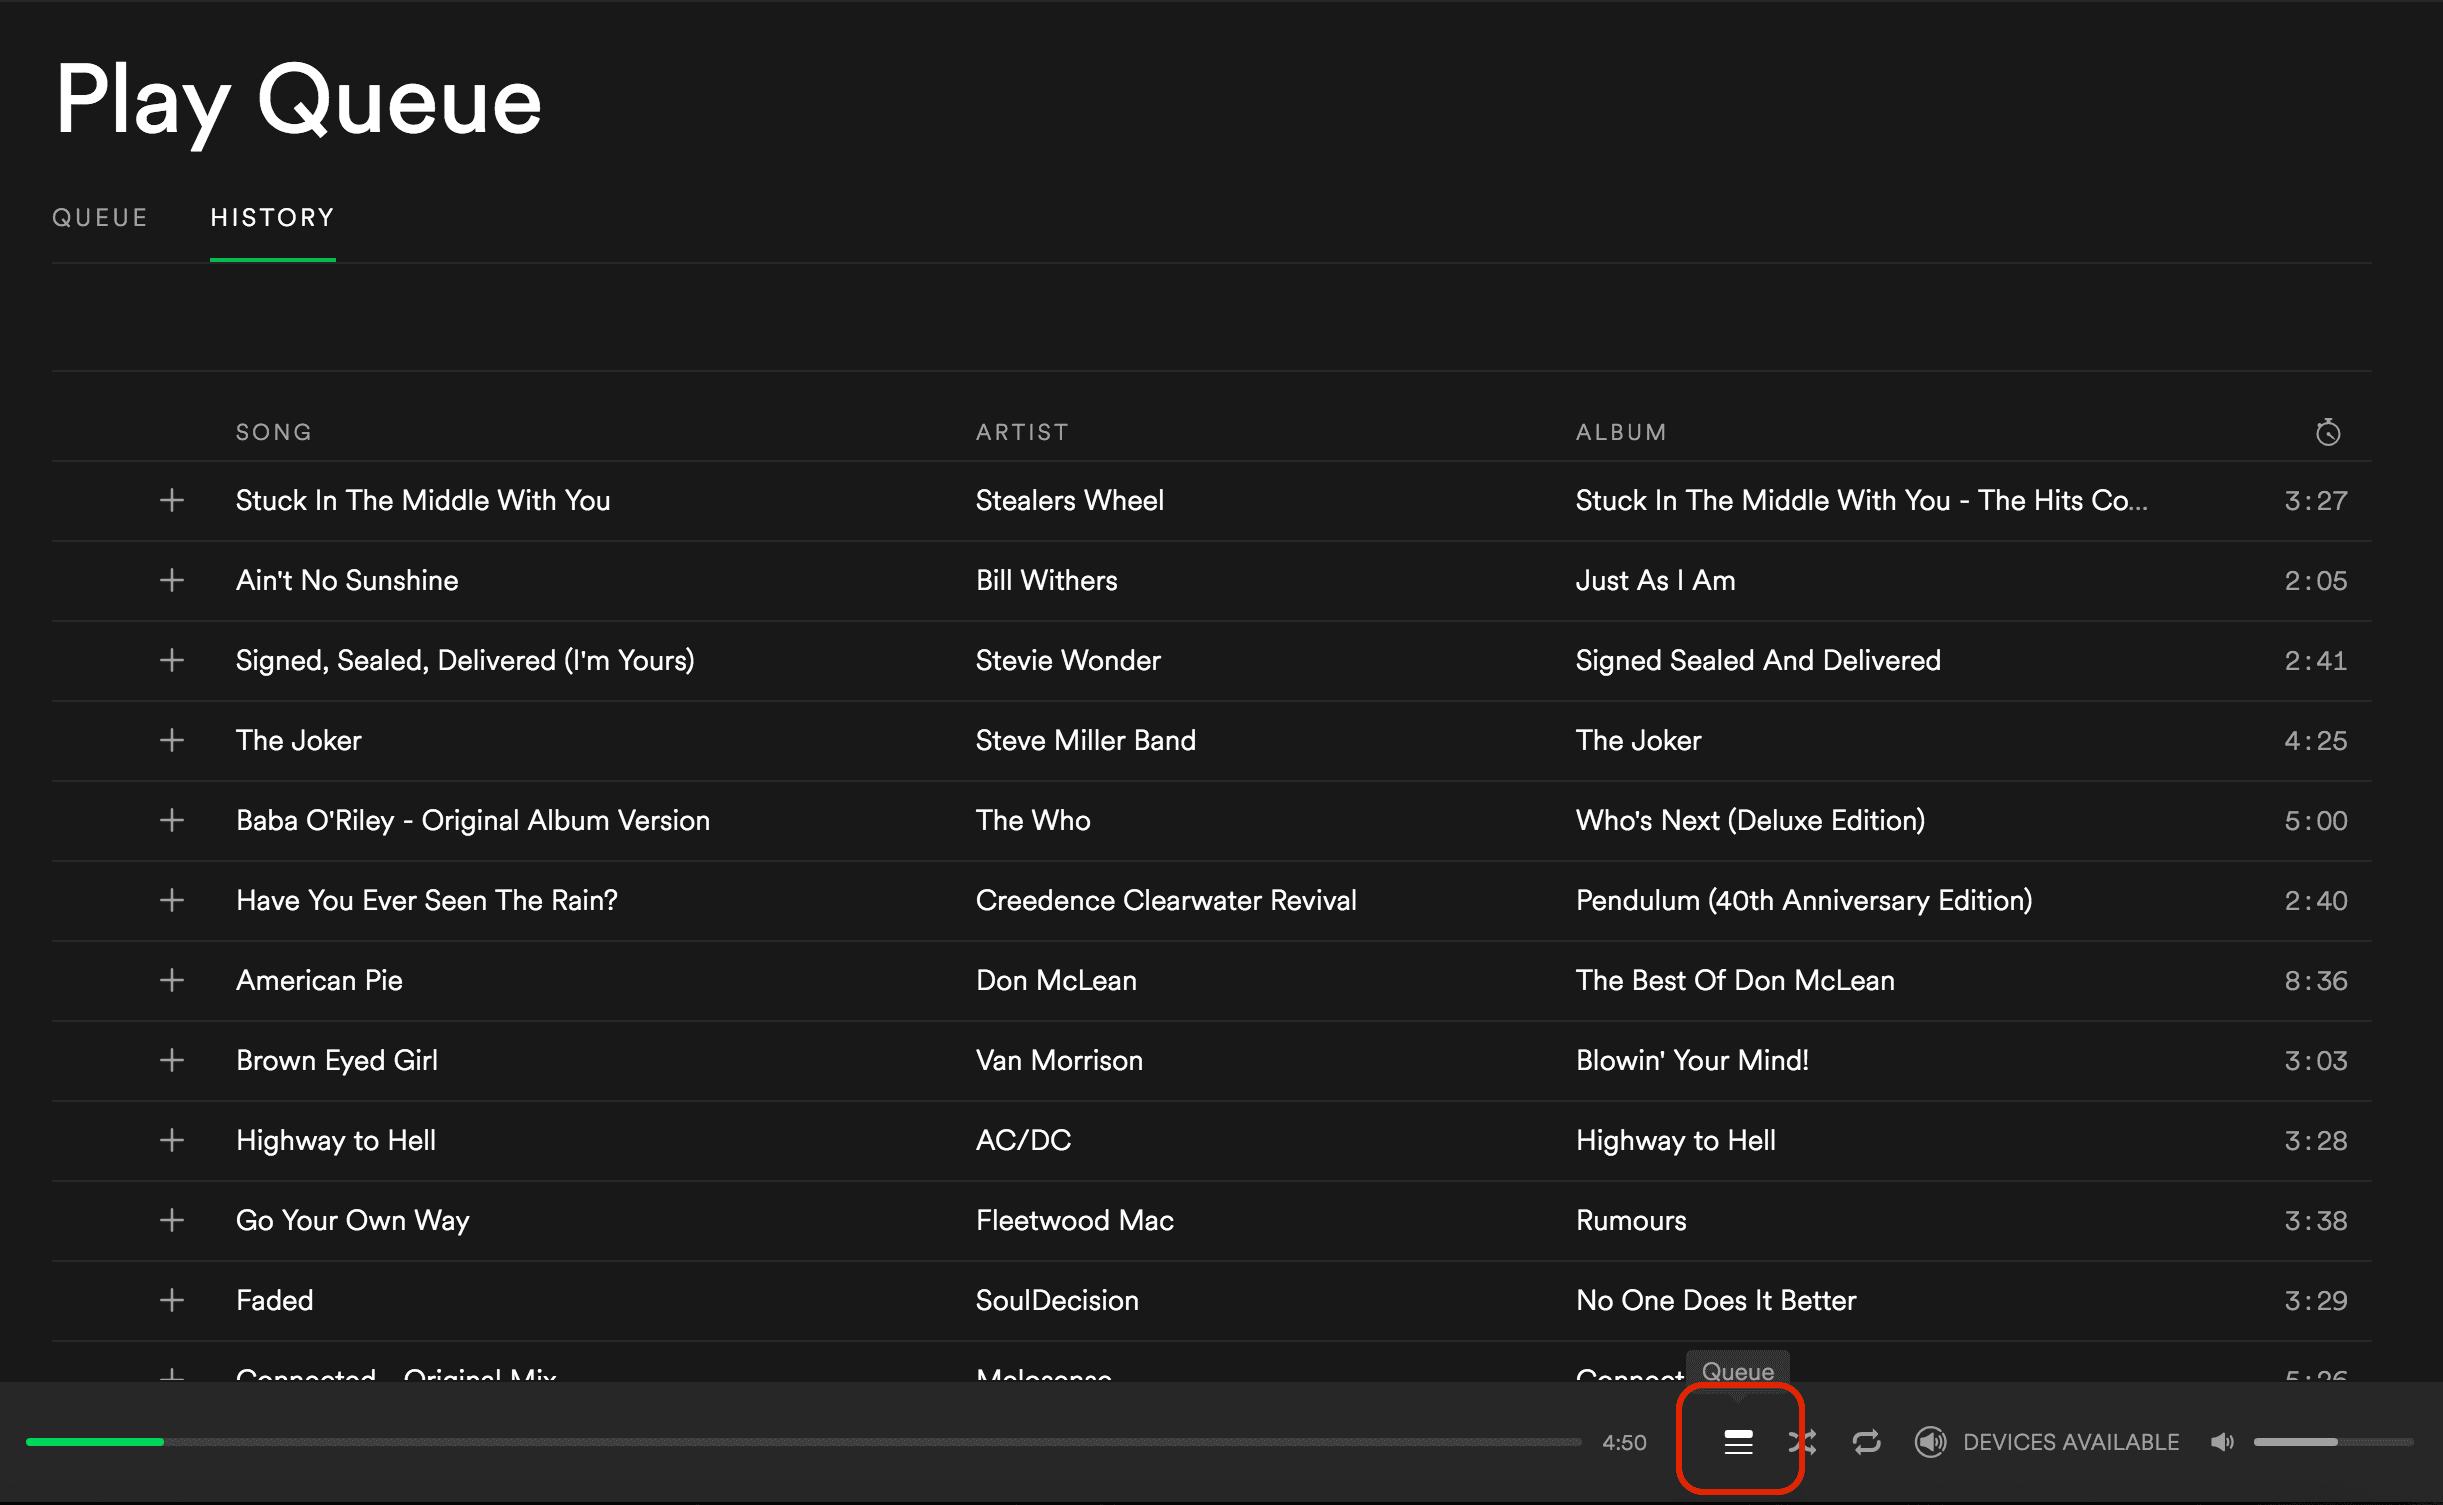 Play Queue
QUEUE HISTORY
SONG ARTIST ALBUM
Stuck In The Middle With You Stealers Wheel Stuck In The Middle With You - The Hits Co... 3:27
Ain't No Sunshine Bill Withers Just As I Am 2:05
Signed, Sealed, Delivered (I'm Yours) Stevie Wonder Signed Sealed And Delivered 2:41
The Joker Steve Miller Band The Joker 4:25
Baba O'Riley - Original Album Version The Who Who's Next (Deluxe Edition) 5:00
Have You Ever Seen The Rain? Creedence Clearwater Revival Pendulum (40th Anniversary Edition) 2:40
American Pie Don McLean The Best Of Don McLean 8:36
Brown Eyed Girl Van Morrison Blowin' Your Mind! 3:03
Highway to Hell AC/DC Highway to Hell 3:28
Go Your Own Way Fleetwood Mac Rumours 3:38
Faded SoulDecision No One Does It Better 3:29
Connected - Original Mix Melosense Connect 5:26
Queue
4:50 DEVICES AVAILABLE